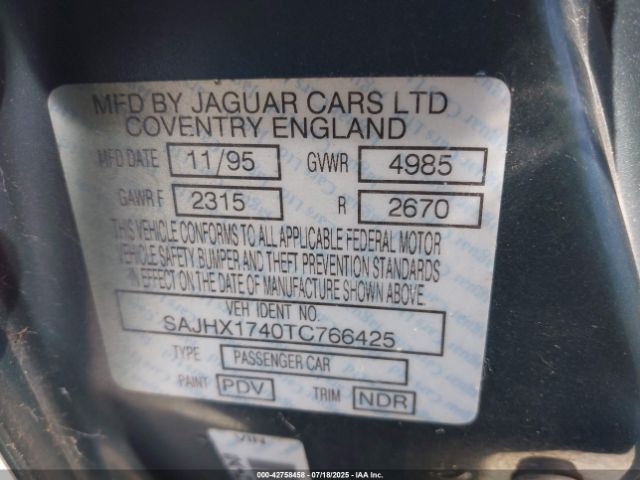 MFD BY JAGUAR CARS LTD
COVENTRY ENGLAND
MFD DATE 11/95 GVWR 4985
GAWR F 2315 R 2670
THIS VEHICLE CONFORMS TO ALL APPLICABLE FEDERAL MOTOR
VEHICLE SAFETY BUMPER AND THEFT PREVENTION STANDARDS
IN EFFECT ON THE DATE OF MANUFACTURE SHOWN ABOVE.
VEH IDENT NO.
SAJHX1740TC766425
TYPE PASSENGER CAR
PAINT PDV TRIM NDR
VIN
000-42758458 - 07/18/2025 - IAA Inc.